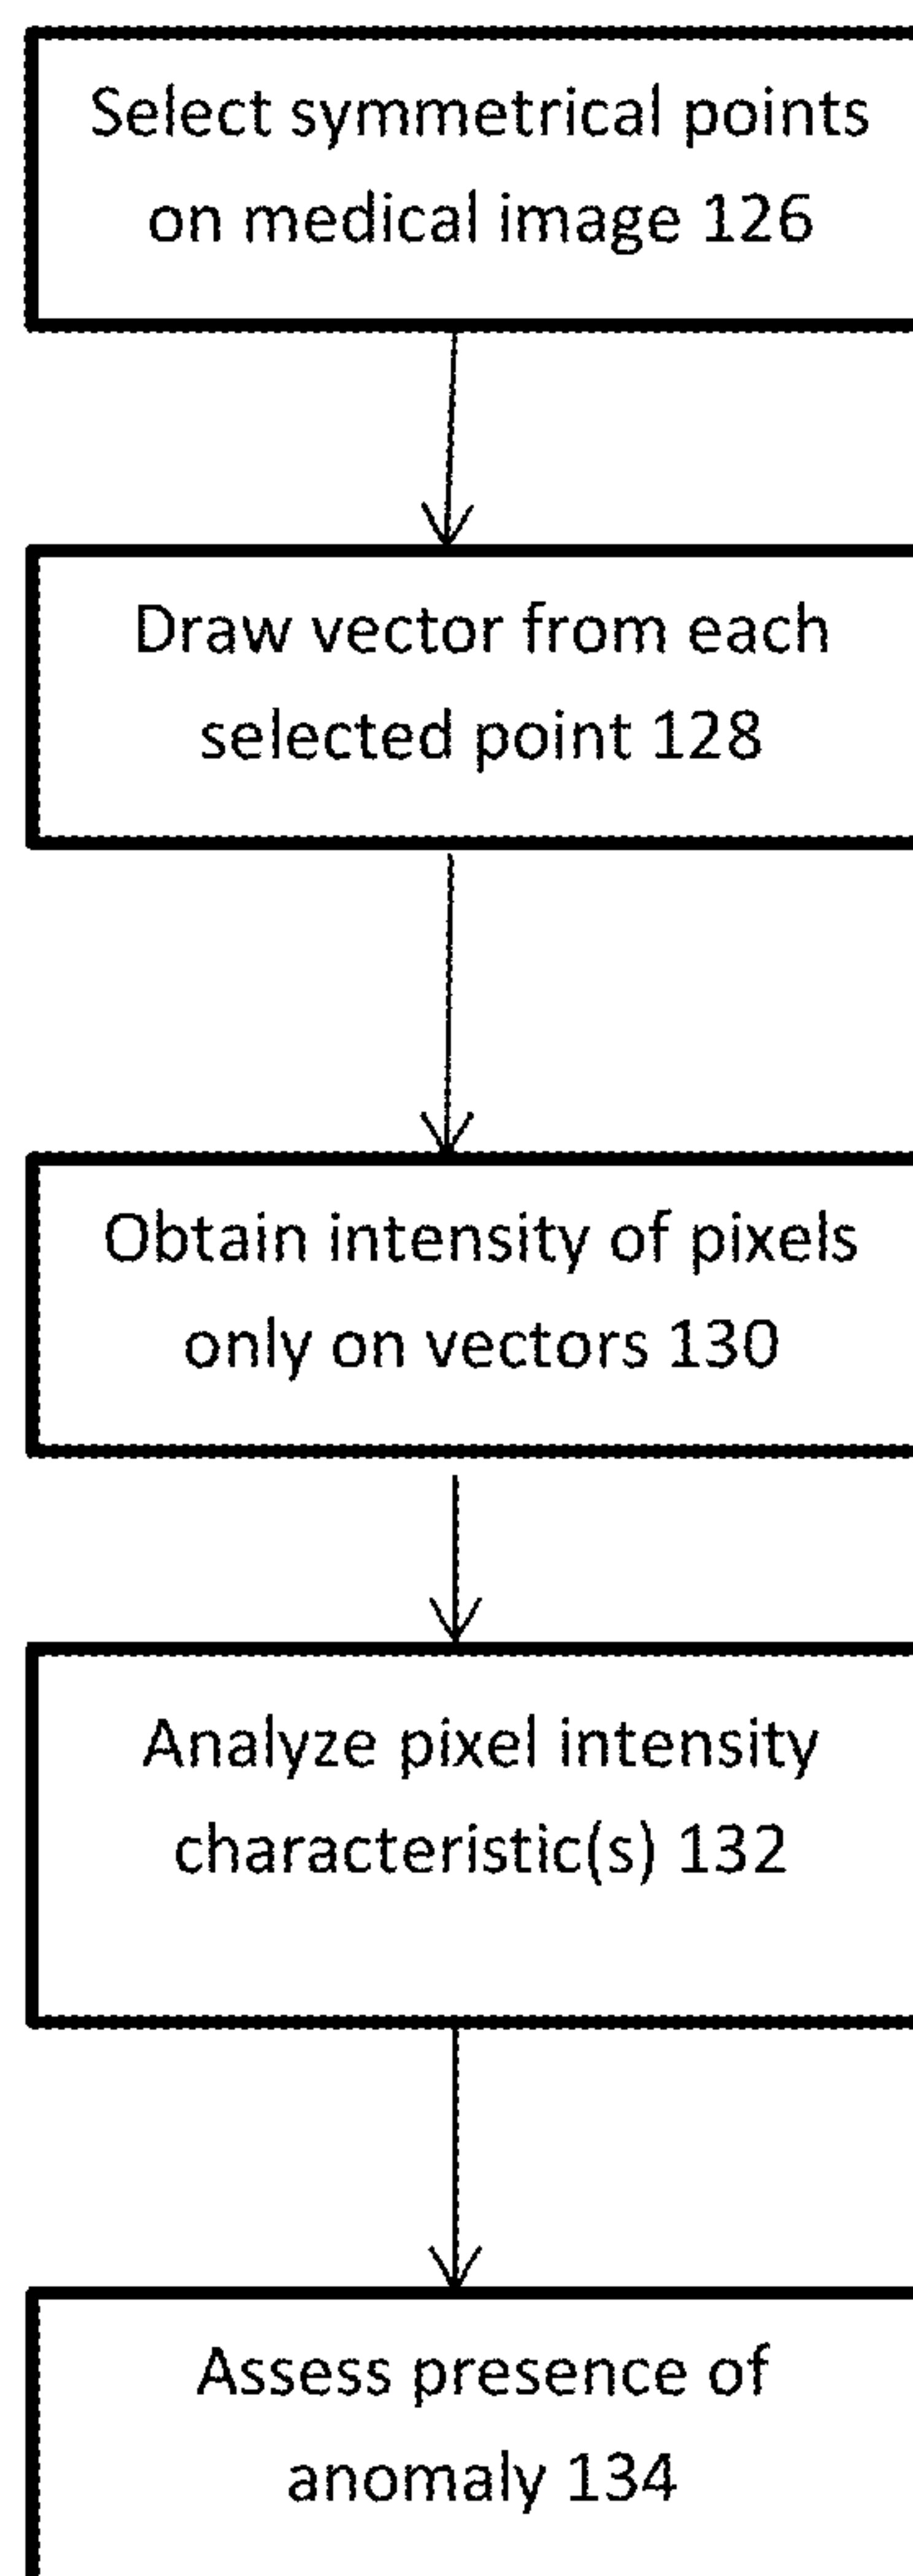 Select symmetrical points
on medical image 126
Draw vector from each
selected point 128
Obtain intensity of pixels
only on vectors 130
Analyze pixel intensity
characteristic(s) 132
Assess presence of
anomaly 134